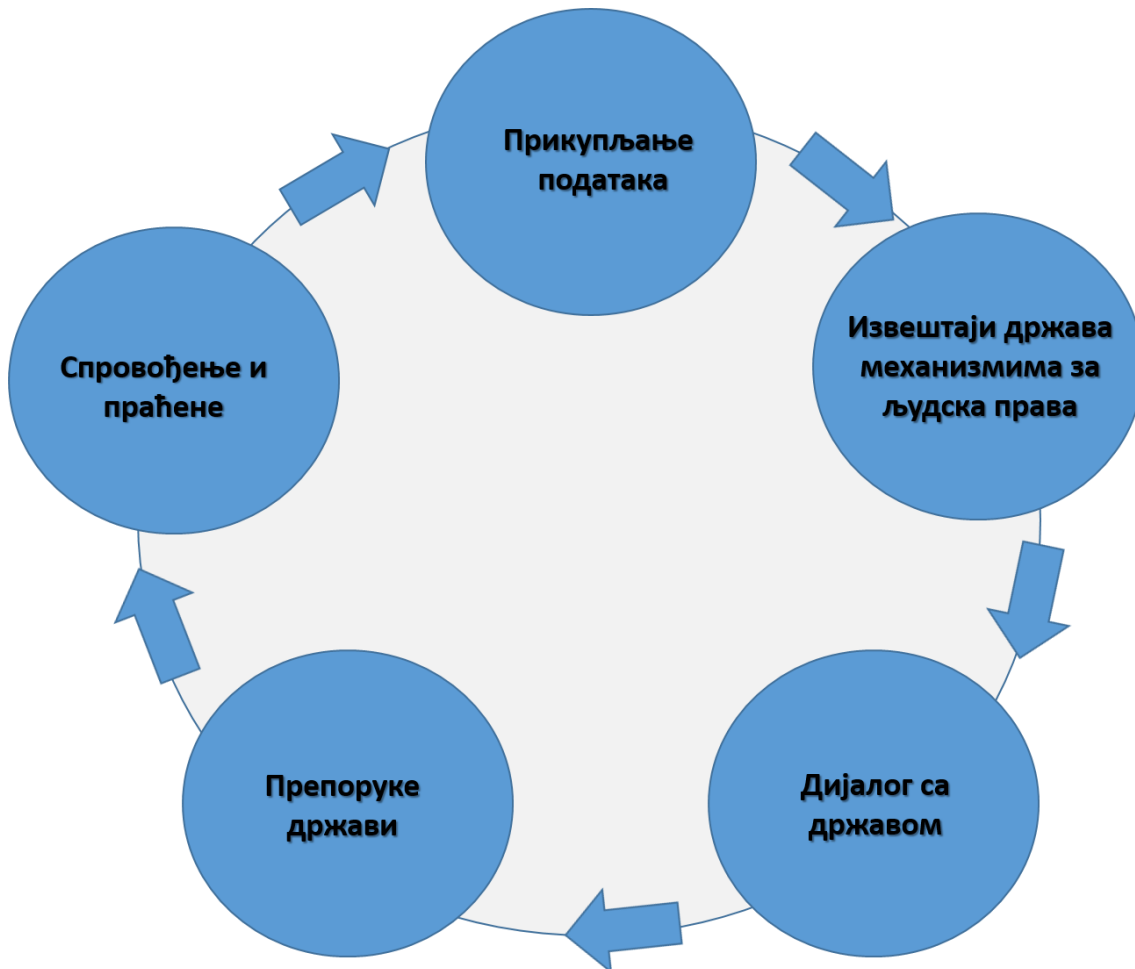 Прикупљање
података
Извештаји држава
механизмима за
људска права
Дијалог са
државом
Препоруке
држави
Спровођење и
праћене